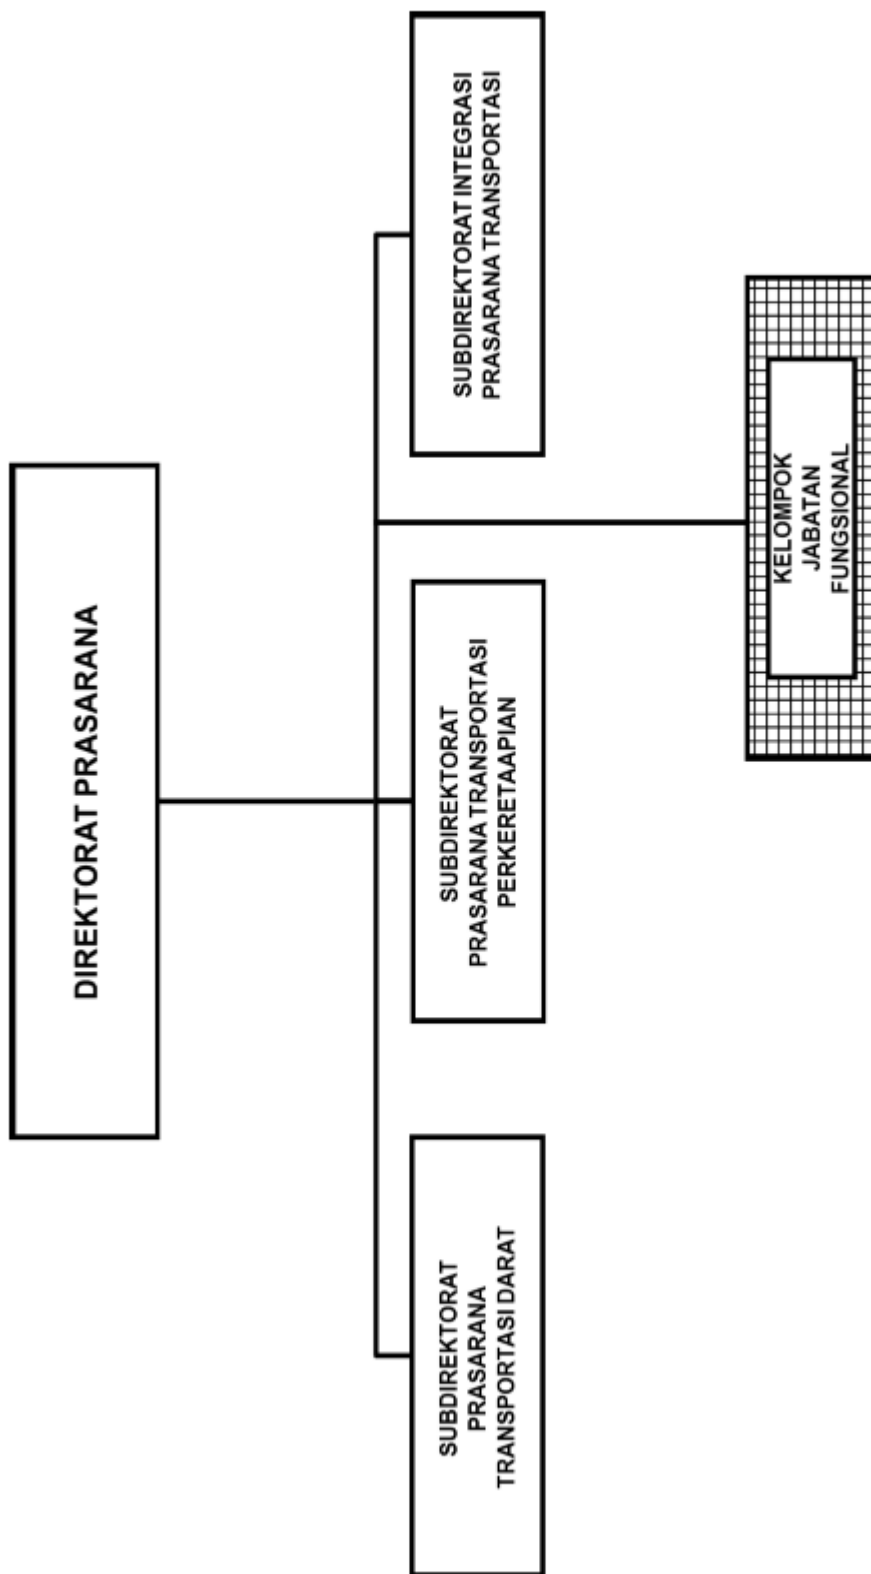 DIREKTORAT PRASARANA
SUBDIREKTORAT
PRASARANA
TRANSPORTASI DARAT
SUBDIREKTORAT
PRASARANA TRANSPORTASI
PERKERETAAPIAN
SUBDIREKTORAT INTEGRASI
PRASARANA TRANSPORTASI
KELOMPOK
JABATAN
FUNGSIONAL